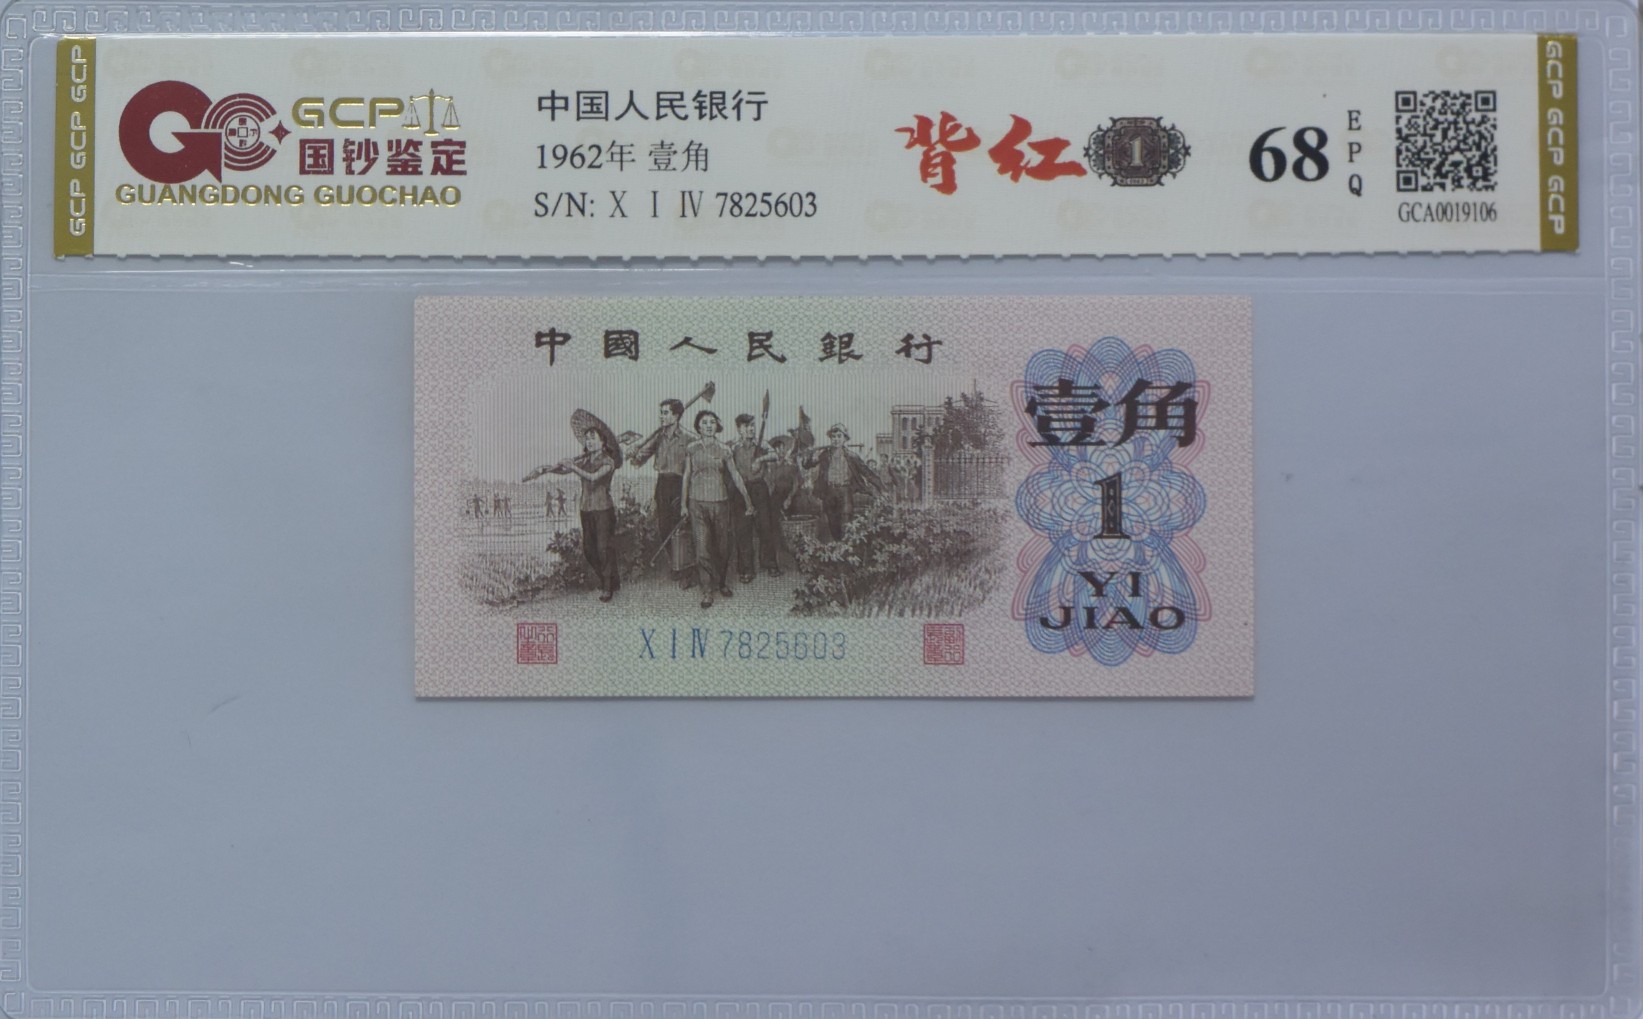 GCP GCP GCP
GCP
国钞鉴定
GUANGDONG GUOCHAO
中国人民银行
1962年 壹角
S/N: X I IV 7825603
背红
1
68
EPQ
GCA0019106
GCP GCP GCP
中國人民銀行
壹角
1
YI
JIAO
X I IV 7825603